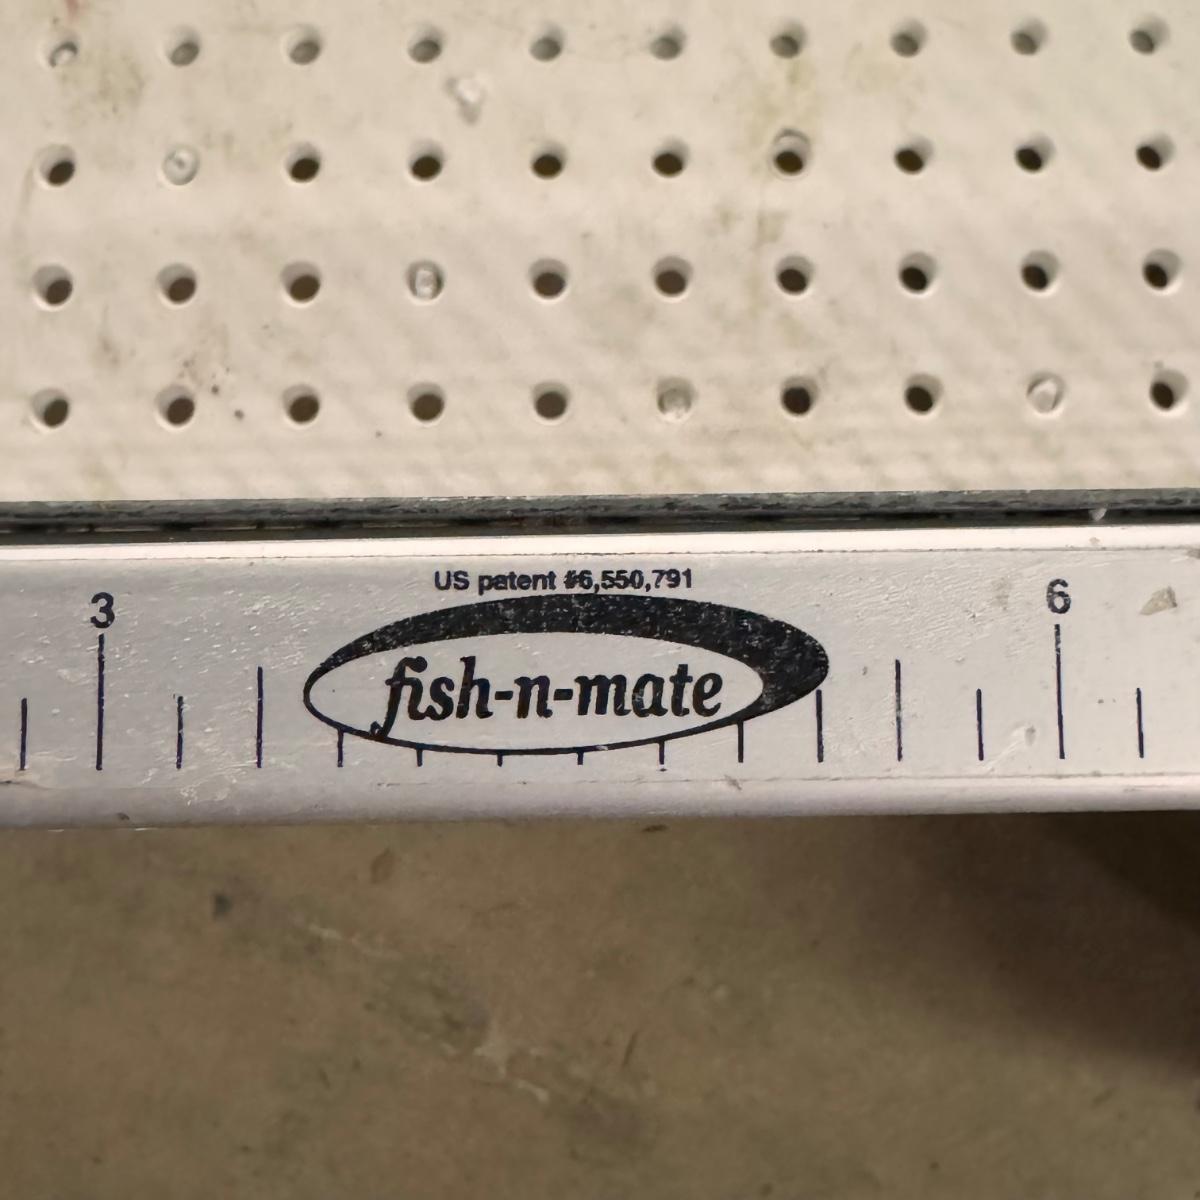 US patent #6,550,791
3
6
fish-n-mate